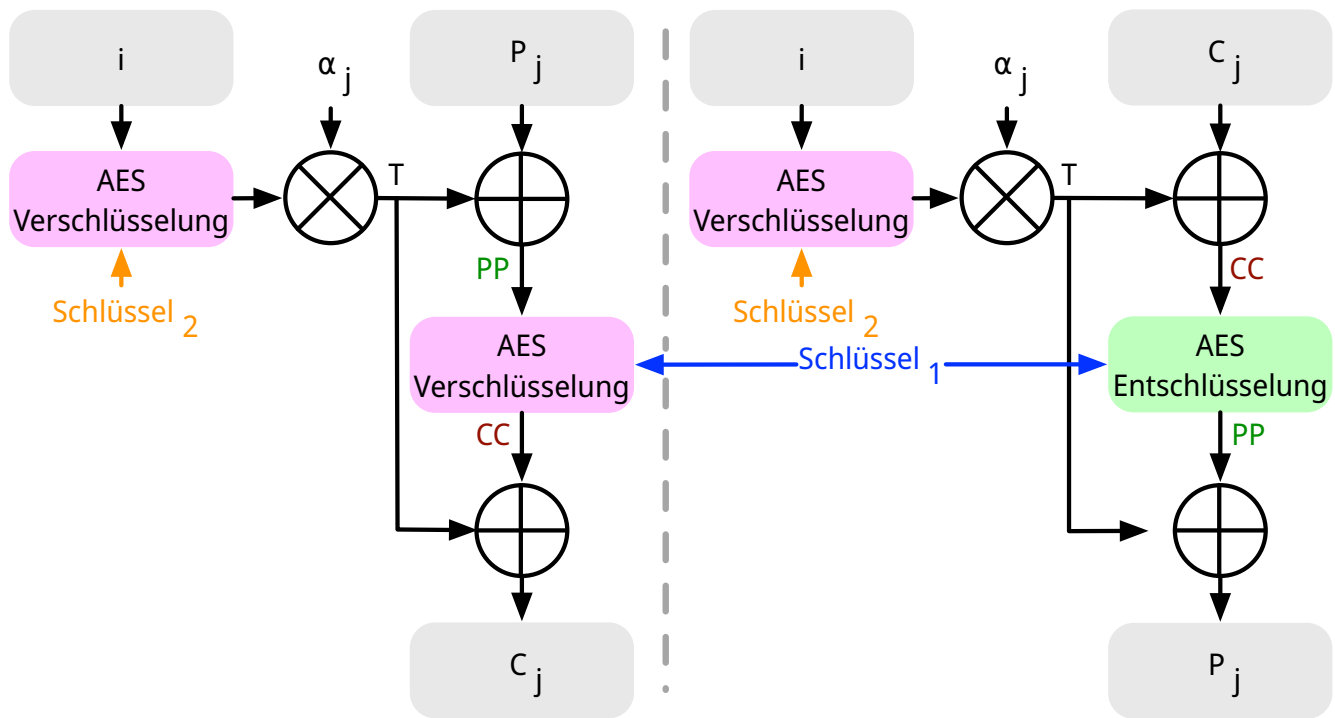 i
α j
P j
AES
Verschlüsselung
T
Schlüssel 2
PP
AES
Verschlüsselung
CC
C j
Schlüssel 1
i
α j
C j
AES
Verschlüsselung
T
Schlüssel 2
CC
AES
Entschlüsselung
PP
P j